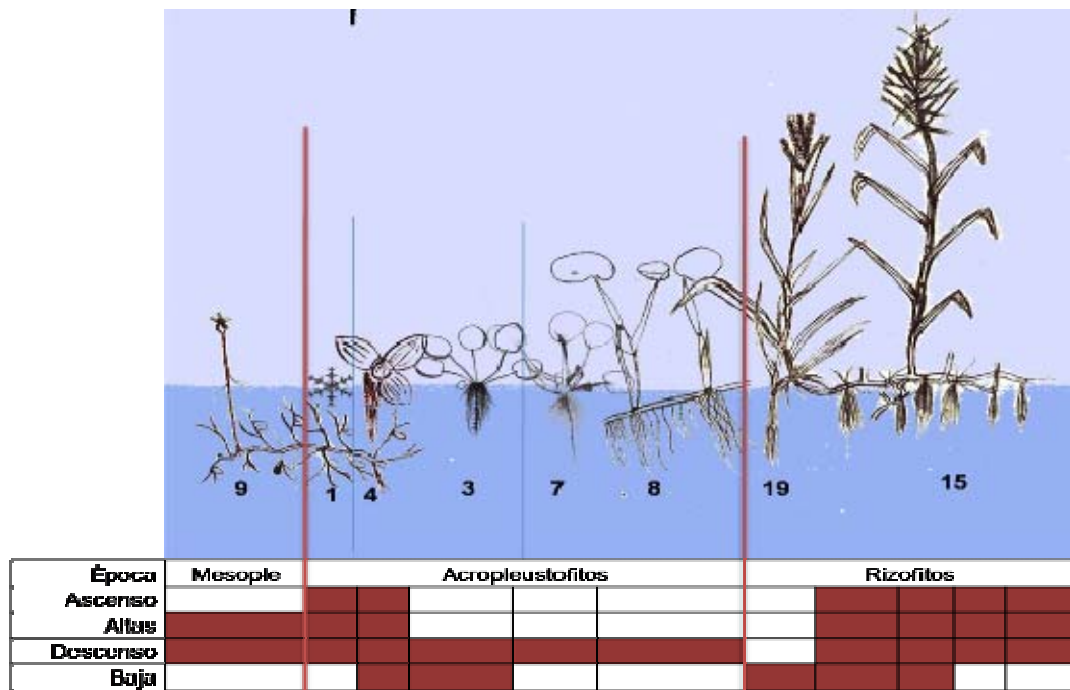 9
1
4
3
7
8
19
15
Época Mesople Acropleustofitos Rizofitos
Ascenso
Altas
Descenso
Baja